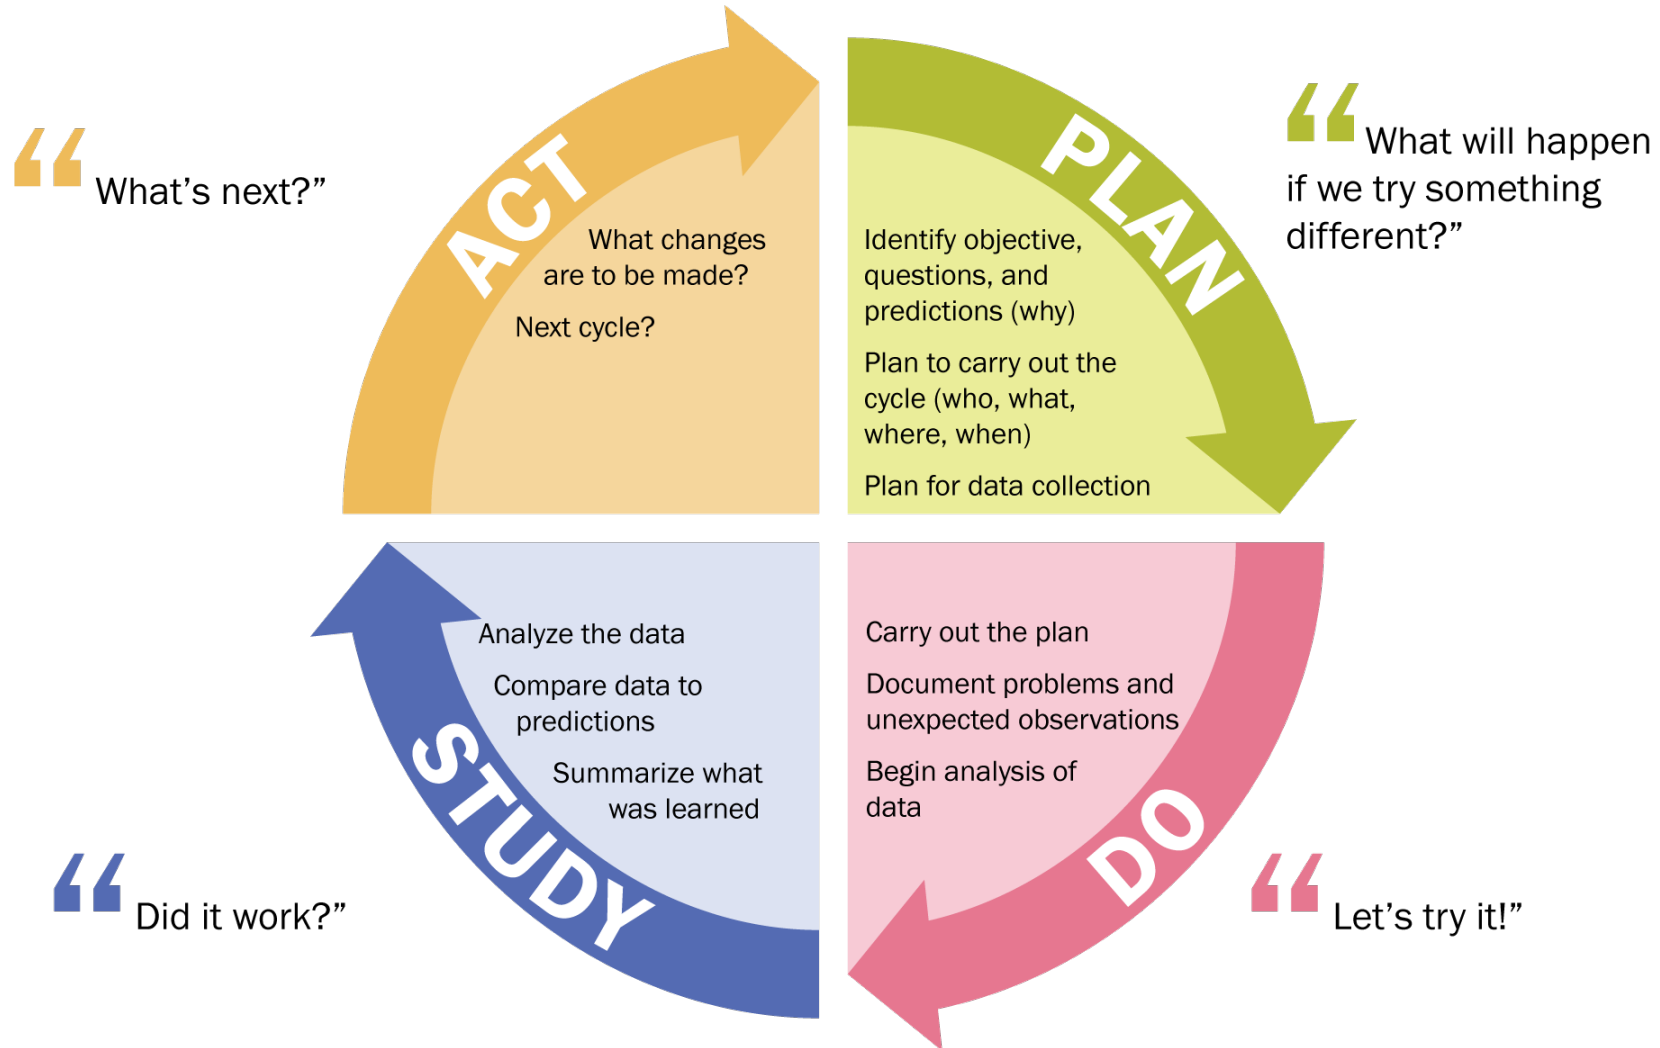 PLAN
“ What will happen
if we try something
different?”
Identify objective,
questions, and
predictions (why)
Plan to carry out the
cycle (who, what,
where, when)
Plan for data collection
DO
“ Let’s try it!”
Carry out the plan
Document problems and
unexpected observations
Begin analysis of
data
STUDY
“ Did it work?”
Analyze the data
Compare data to
predictions
Summarize what
was learned
ACT
“ What’s next?”
What changes
are to be made?
Next cycle?